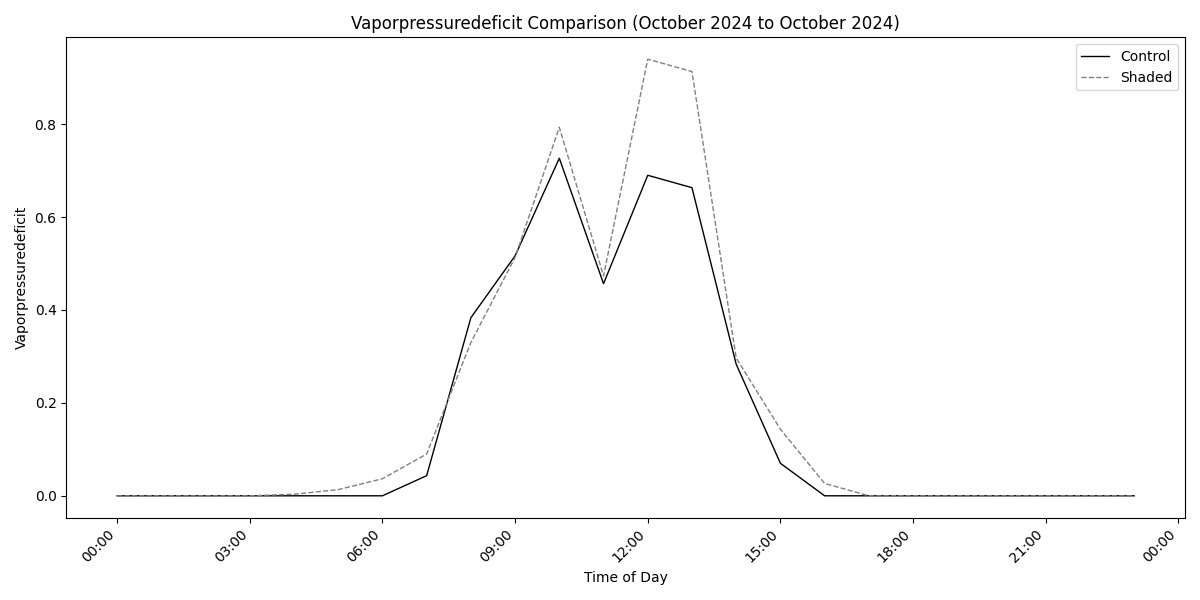 Vaporpressuredeficit Comparison (October 2024 to October 2024)
Control
Shaded
Vaporpressuredeficit
0.8
0.6
0.4
0.2
0.0
00:00
03:00
06:00
09:00
12:00
15:00
18:00
21:00
00:00
Time of Day